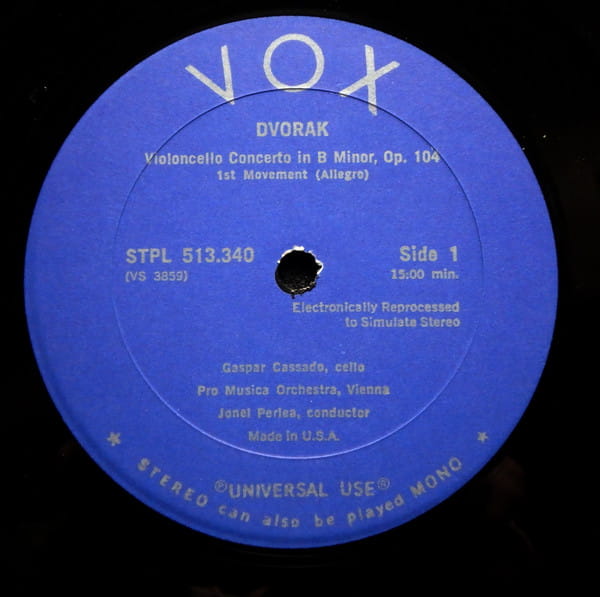 VOX
DVORAK
Violoncello Concerto in B Minor, Op. 104
1st Movement (Allegro)
STPL 513.340
(VS 3859)
Side 1
15:00 min.
Electronically Reprocessed
to Simulate Stereo
Gaspar Cassado, cello
Pro Musica Orchestra, Vienna
Jonel Perlea, conductor
Made in U.S.A.
℗UNIVERSAL USE®
STEREO can also be played MONO